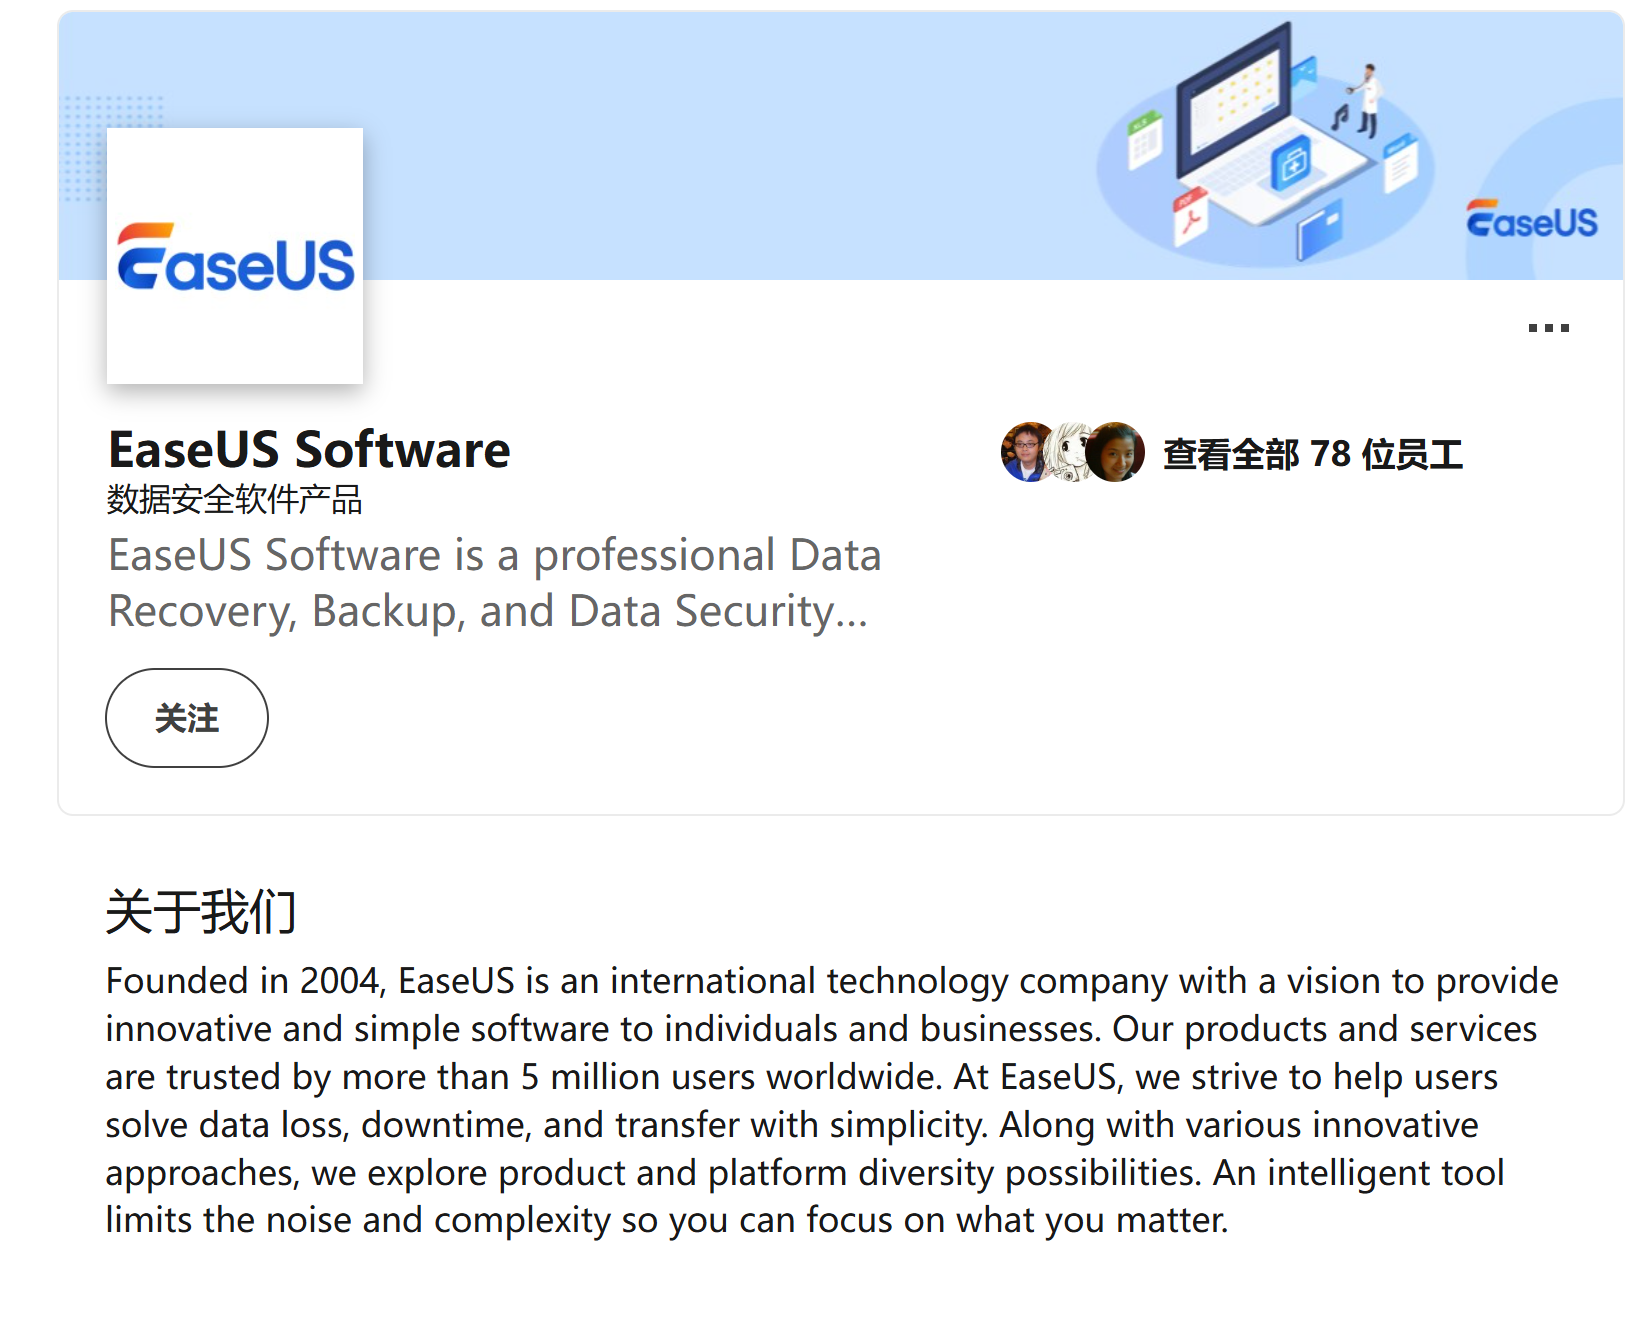 XLS
Word
PDF
EaseUS
EaseUS
EaseUS Software
查看全部 78 位员工
数据安全软件产品
EaseUS Software is a professional Data
Recovery, Backup, and Data Security...
关注
关于我们
Founded in 2004, EaseUS is an international technology company with a vision to provide
innovative and simple software to individuals and businesses. Our products and services
are trusted by more than 5 million users worldwide. At EaseUS, we strive to help users
solve data loss, downtime, and transfer with simplicity. Along with various innovative
approaches, we explore product and platform diversity possibilities. An intelligent tool
limits the noise and complexity so you can focus on what you matter.